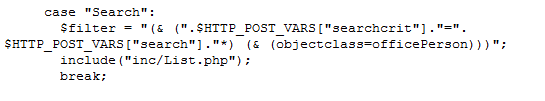 case "Search":
$filter = "(& (".$HTTP_POST_VARS["searchcrit"]."=".
$HTTP_POST_VARS["search"]."*) (& (objectclass=officePerson)))";
include("inc/List.php");
break;